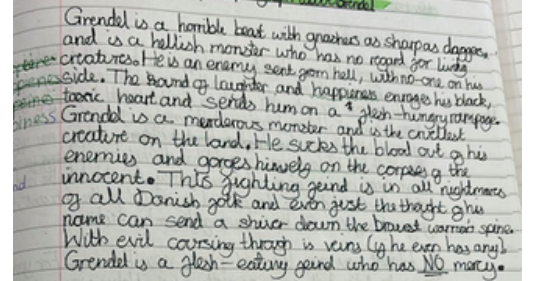 Grendel
Grendel is a horrible beast with gnashers as sharp as daggers,
and is a hellish monster who has no regard for living
creatures. He is an enemy sent from hell, with no-one on his
side. The sound of laughter and happiness enrages his black,
toxic heart and sends him on a flesh-hungry rampage.
Grendel is a merderous monster and is the cruellest
creature on the land. He sucks the blood out of his
enemies and gorges himself on the corpses of the
innocent. This fighting feind is in all nightmares
of all Danish folk and even just the thought of his
name can send a shiver down the bravest warriors spine.
With evil coursing through is veins (if he even has any)
Grendel is a flesh-eating feind who has NO mercy.